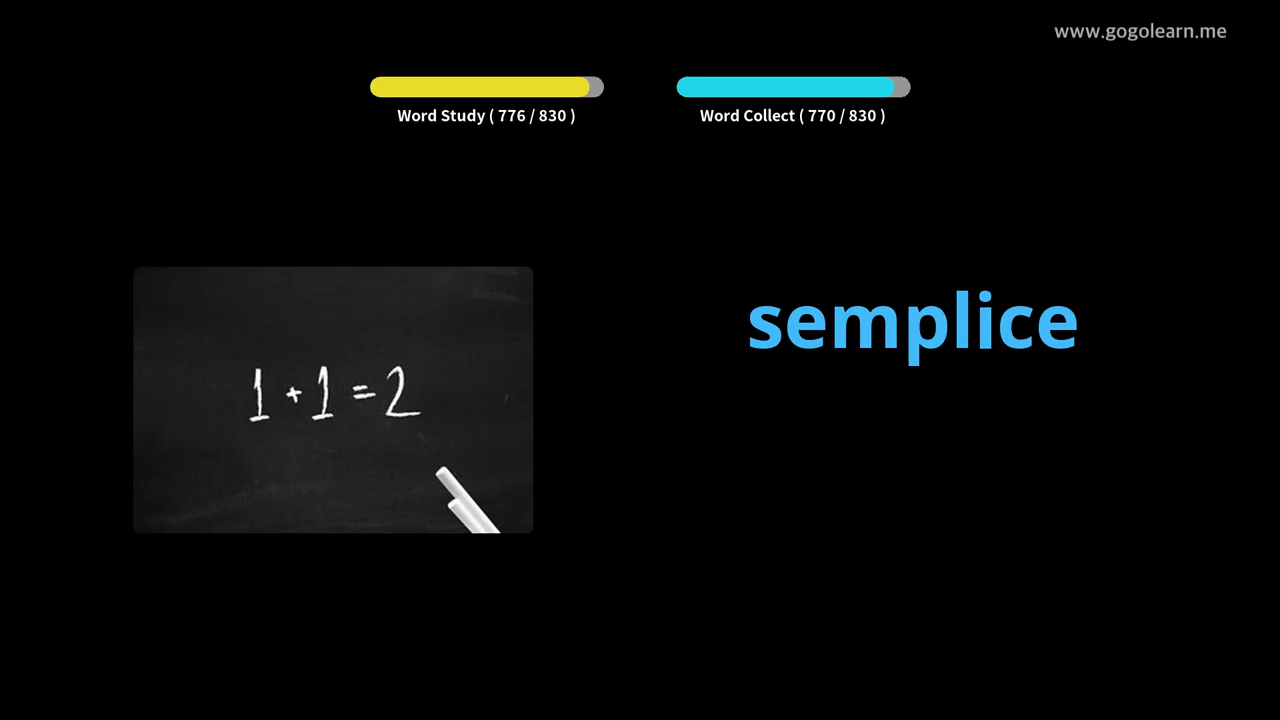 www.gogolearn.me
Word Study ( 776 / 830 )
Word Collect ( 770 / 830 )
semplice
1 + 1 = 2